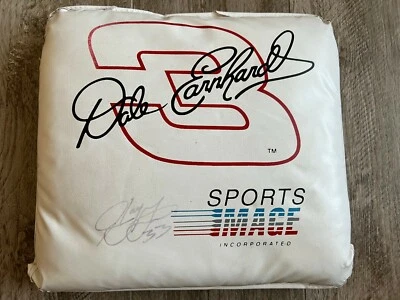 3
Dale Earnhardt
TM
SPORTS
IMAGE
INCORPORATED